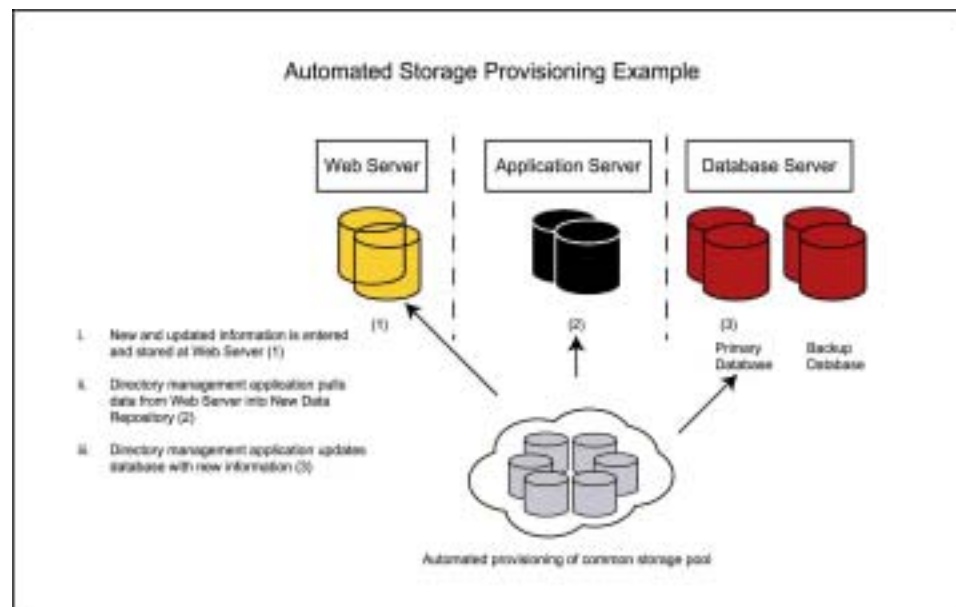 Automated Storage Provisioning Example
Web Server
Application Server
Database Server
(1)
(2)
(3)
Primary
Database
Backup
Database
i. New and updated information is entered
and stored at Web Server (1)
ii. Directory management application pulls
data from Web Server into New Data
Repository (2)
iii. Directory management application updates
database with new information (3)
Automated provisioning of common storage pool